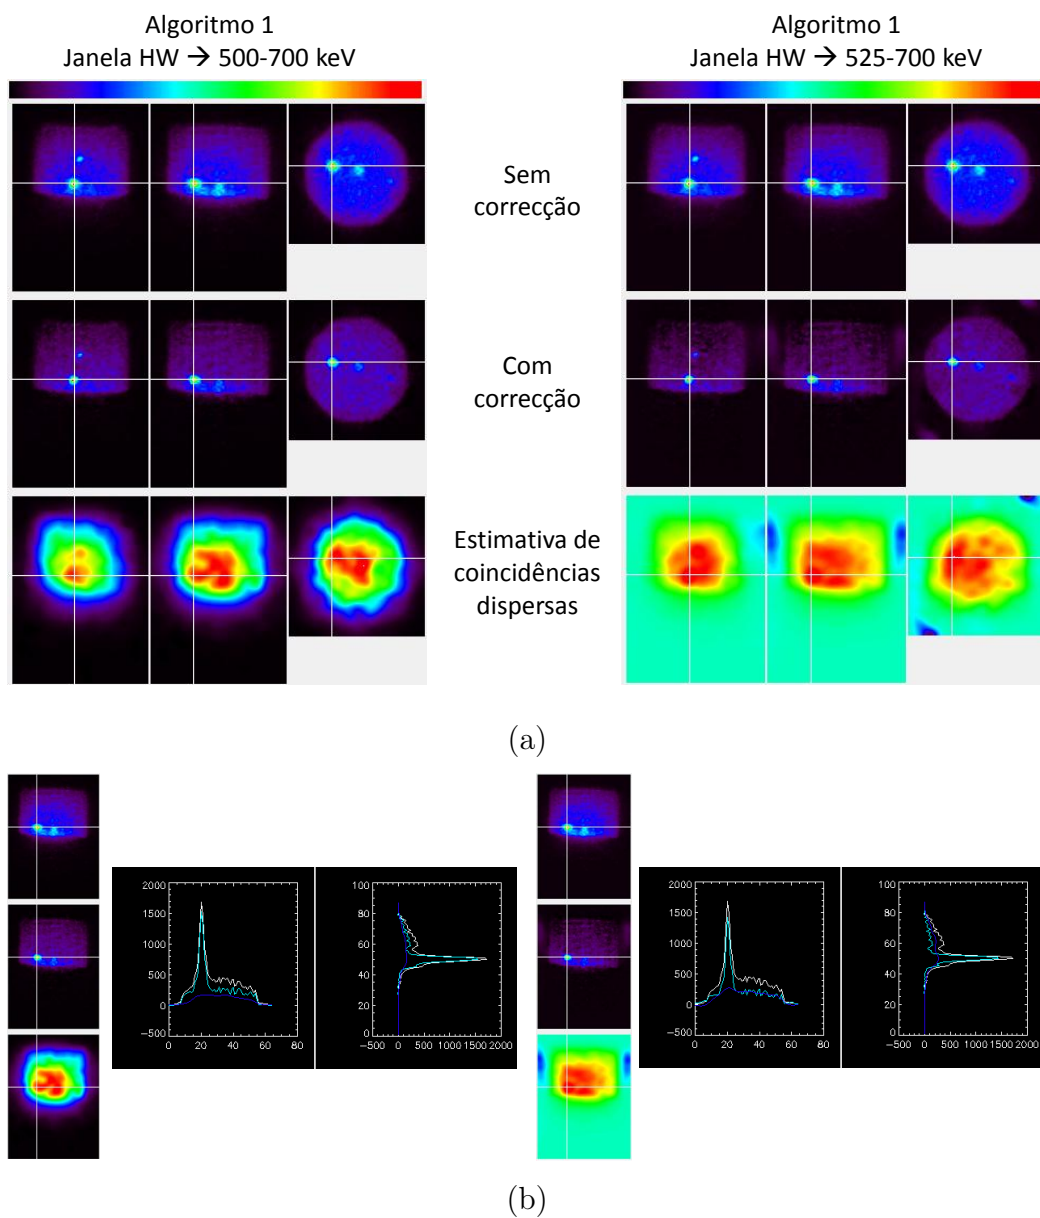 Algoritmo 1
Janela HW → 500-700 keV
Algoritmo 1
Janela HW → 525-700 keV
Sem
correcção
Com
correcção
Estimativa de
coincidências
dispersas
(a)
2000
1500
1000
500
0
−500
0 20 40 60 80
100
80
60
40
20
0
−500 0 500 1000 1500 2000
2000
1500
1000
500
0
−500
0 20 40 60 80
100
80
60
40
20
0
−500 0 500 1000 1500 2000
(b)